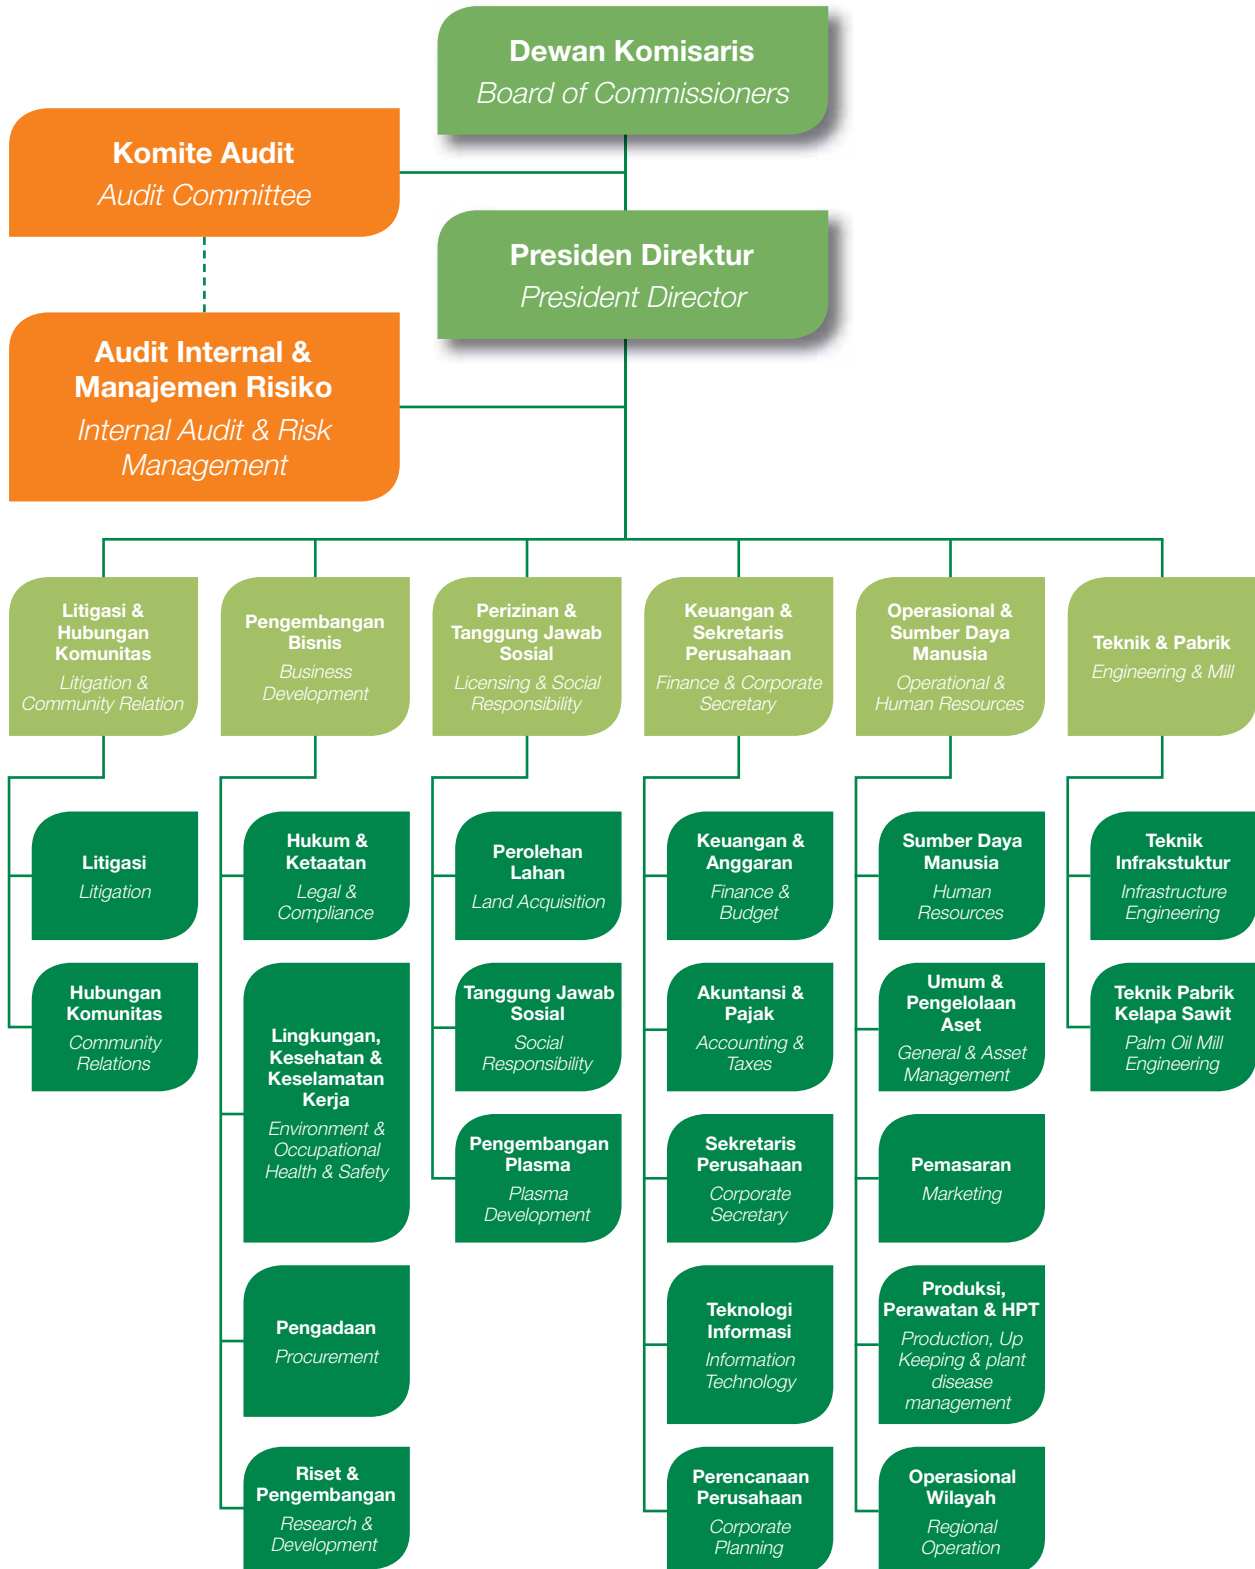 Dewan Komisaris
Board of Commissioners
Komite Audit
Audit Committee
Presiden Direktur
President Director
Audit Internal &
Manajemen Risiko
Internal Audit & Risk
Management
Litigasi &
Hubungan
Komunitas
Litigation &
Community Relation
Pengembangan
Bisnis
Business
Development
Perizinan &
Tanggung Jawab
Sosial
Licensing & Social
Responsibility
Keuangan &
Sekretaris
Perusahaan
Finance & Corporate
Secretary
Operasional &
Sumber Daya
Manusia
Operational &
Human Resources
Teknik & Pabrik
Engineering & Mill
Litigasi
Litigation
Hukum &
Ketaatan
Legal &
Compliance
Perolehan
Lahan
Land Acquisition
Keuangan &
Anggaran
Finance &
Budget
Sumber Daya
Manusia
Human
Resources
Teknik
Infrakstuktur
Infrastructure
Engineering
Hubungan
Komunitas
Community
Relations
Lingkungan,
Kesehatan &
Keselamatan
Kerja
Environment &
Occupational
Health & Safety
Tanggung Jawab
Sosial
Social
Responsibility
Akuntansi &
Pajak
Accounting &
Taxes
Umum &
Pengelolaan
Aset
General & Asset
Management
Teknik Pabrik
Kelapa Sawit
Palm Oil Mill
Engineering
Pengembangan
Plasma
Plasma
Development
Sekretaris
Perusahaan
Corporate
Secretary
Pemasaran
Marketing
Pengadaan
Procurement
Teknologi
Informasi
Information
Technology
Produksi,
Perawatan & HPT
Production, Up
Keeping & plant
disease
management
Riset &
Pengembangan
Research &
Development
Perencanaan
Perusahaan
Corporate
Planning
Operasional
Wilayah
Regional
Operation